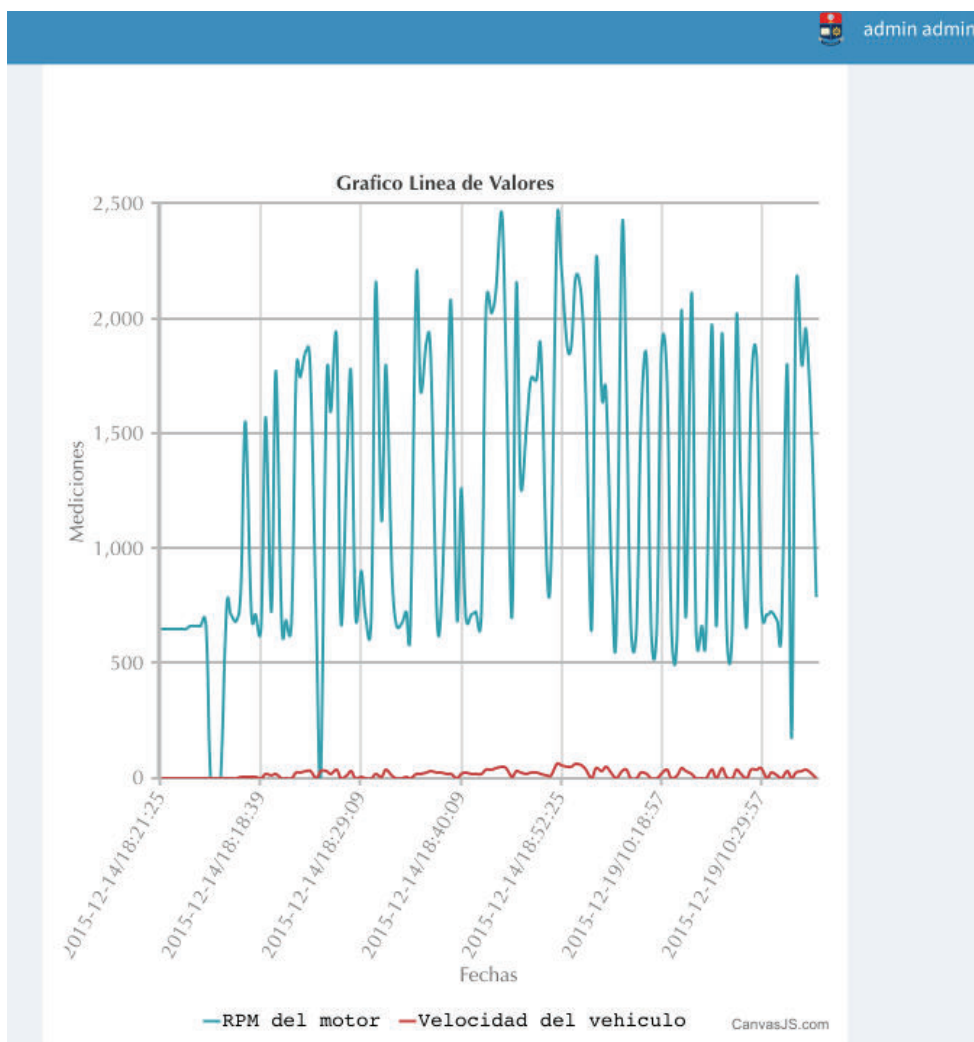 admin admin
Grafico Linea de Valores
2,500
2,000
1,500
1,000
500
0
Mediciones
2015-12-14/18:21:25
2015-12-14/18:18:39
2015-12-14/18:29:09
2015-12-14/18:40:09
2015-12-14/18:52:25
2015-12-19/10:18:57
2015-12-19/10:29:57
Fechas
RPM del motor Velocidad del vehiculo
CanvasJS.com